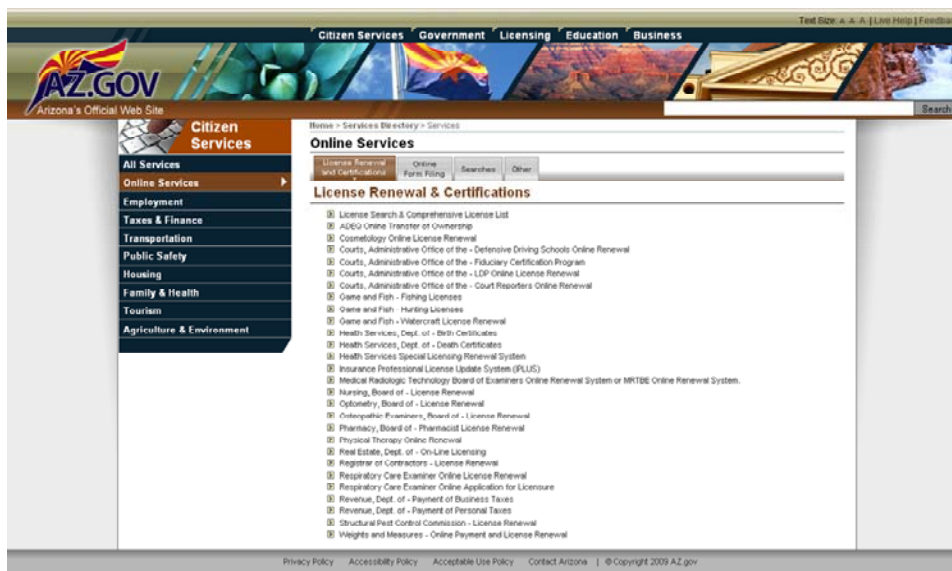 Text Size: A A A | Live Help | Feedba
Citizen Services Government Licensing Education Business
AZ.GOV
Arizona's Official Web Site
Search
Citizen
Services
All Services
Online Services
Employment
Taxes & Finance
Transportation
Public Safety
Housing
Family & Health
Tourism
Agriculture & Environment
Home > Services Directory > Services
Online Services
License Renewal
and Certifications
Online
Form Filing
Searches
Other
License Renewal & Certifications
License Search & Comprehensive License List
ADEQ Online Transfer of Ownership
Cosmetology Online License Renewal
Courts, Administrative Office of the - Defensive Driving Schools Online Renewal
Courts, Administrative Office of the - Fiduciary Certification Program
Courts, Administrative Office of the - LDP Online License Renewal
Courts, Administrative Office of the - Court Reporters Online Renewal
Game and Fish - Fishing Licenses
Game and Fish - Hunting Licenses
Game and Fish - Watercraft License Renewal
Health Services, Dept. of - Birth Certificates
Health Services, Dept. of - Death Certificates
Health Services Special Licensing Renewal System
Insurance Professional License Update System (IPLUS)
Medical Radiologic Technology Board of Examiners Online Renewal System or MRTBE Online Renewal System.
Nursing, Board of - License Renewal
Optometry, Board of - License Renewal
Osteopathic Examiners, Board of - License Renewal
Pharmacy, Board of - Pharmacist License Renewal
Physical Therapy Online Renewal
Real Estate, Dept. of - On-Line Licensing
Registrar of Contractors - License Renewal
Respiratory Care Examiner Online License Renewal
Respiratory Care Examiner Online Application for Licensure
Revenue, Dept. of - Payment of Business Taxes
Revenue, Dept. of - Payment of Personal Taxes
Structural Pest Control Commission - License Renewal
Weights and Measures - Online Payment and License Renewal
Privacy Policy Accessibility Policy Acceptable Use Policy Contact Arizona | © Copyright 2009 AZ.gov